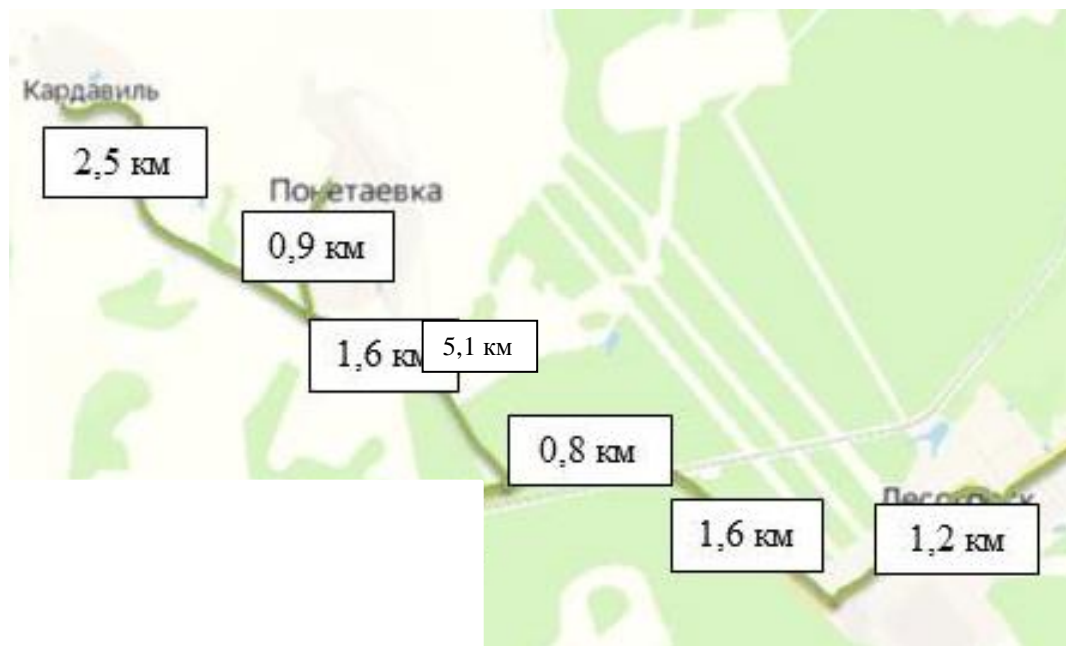 Кардавиль
2,5 км
Понетаевка
0,9 км
1,6 км
5,1 км
0,8 км
1,6 км
1,2 км